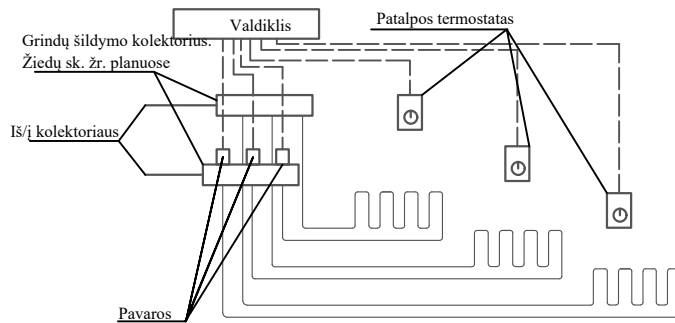 Valdiklis
Patalpos termostatas
Grindų šildymo kolektorius.
Žiedų sk. žr. planuose
Iš/į kolektoriaus
Pavaros